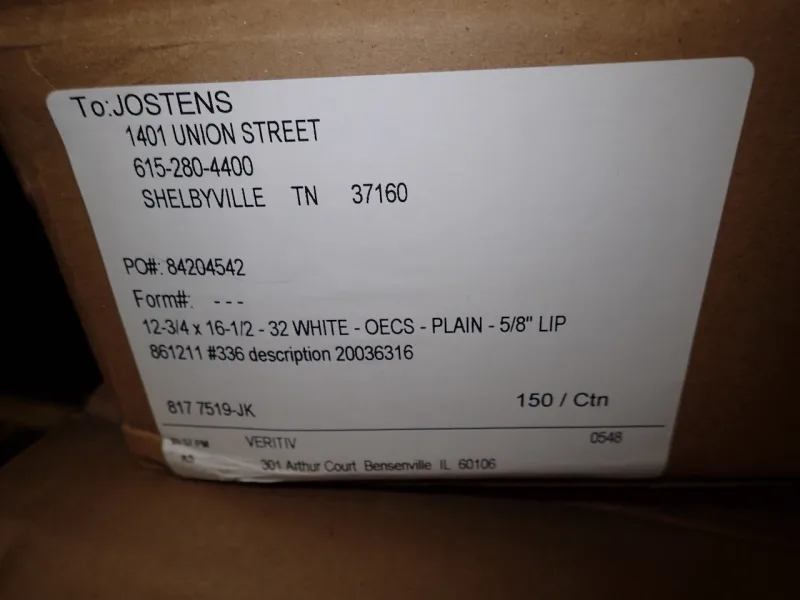 To:JOSTENS
1401 UNION STREET
615-280-4400
SHELBYVILLE TN 37160
PO#: 84204542
Form#: - - -
12-3/4 x 16-1/2 - 32 WHITE - OECS - PLAIN - 5/8" LIP
861211 #336 description 20036316
817 7519-JK 150 / Ctn
PM VERITIV 0548
301 Arthur Court Bensenville IL 60106